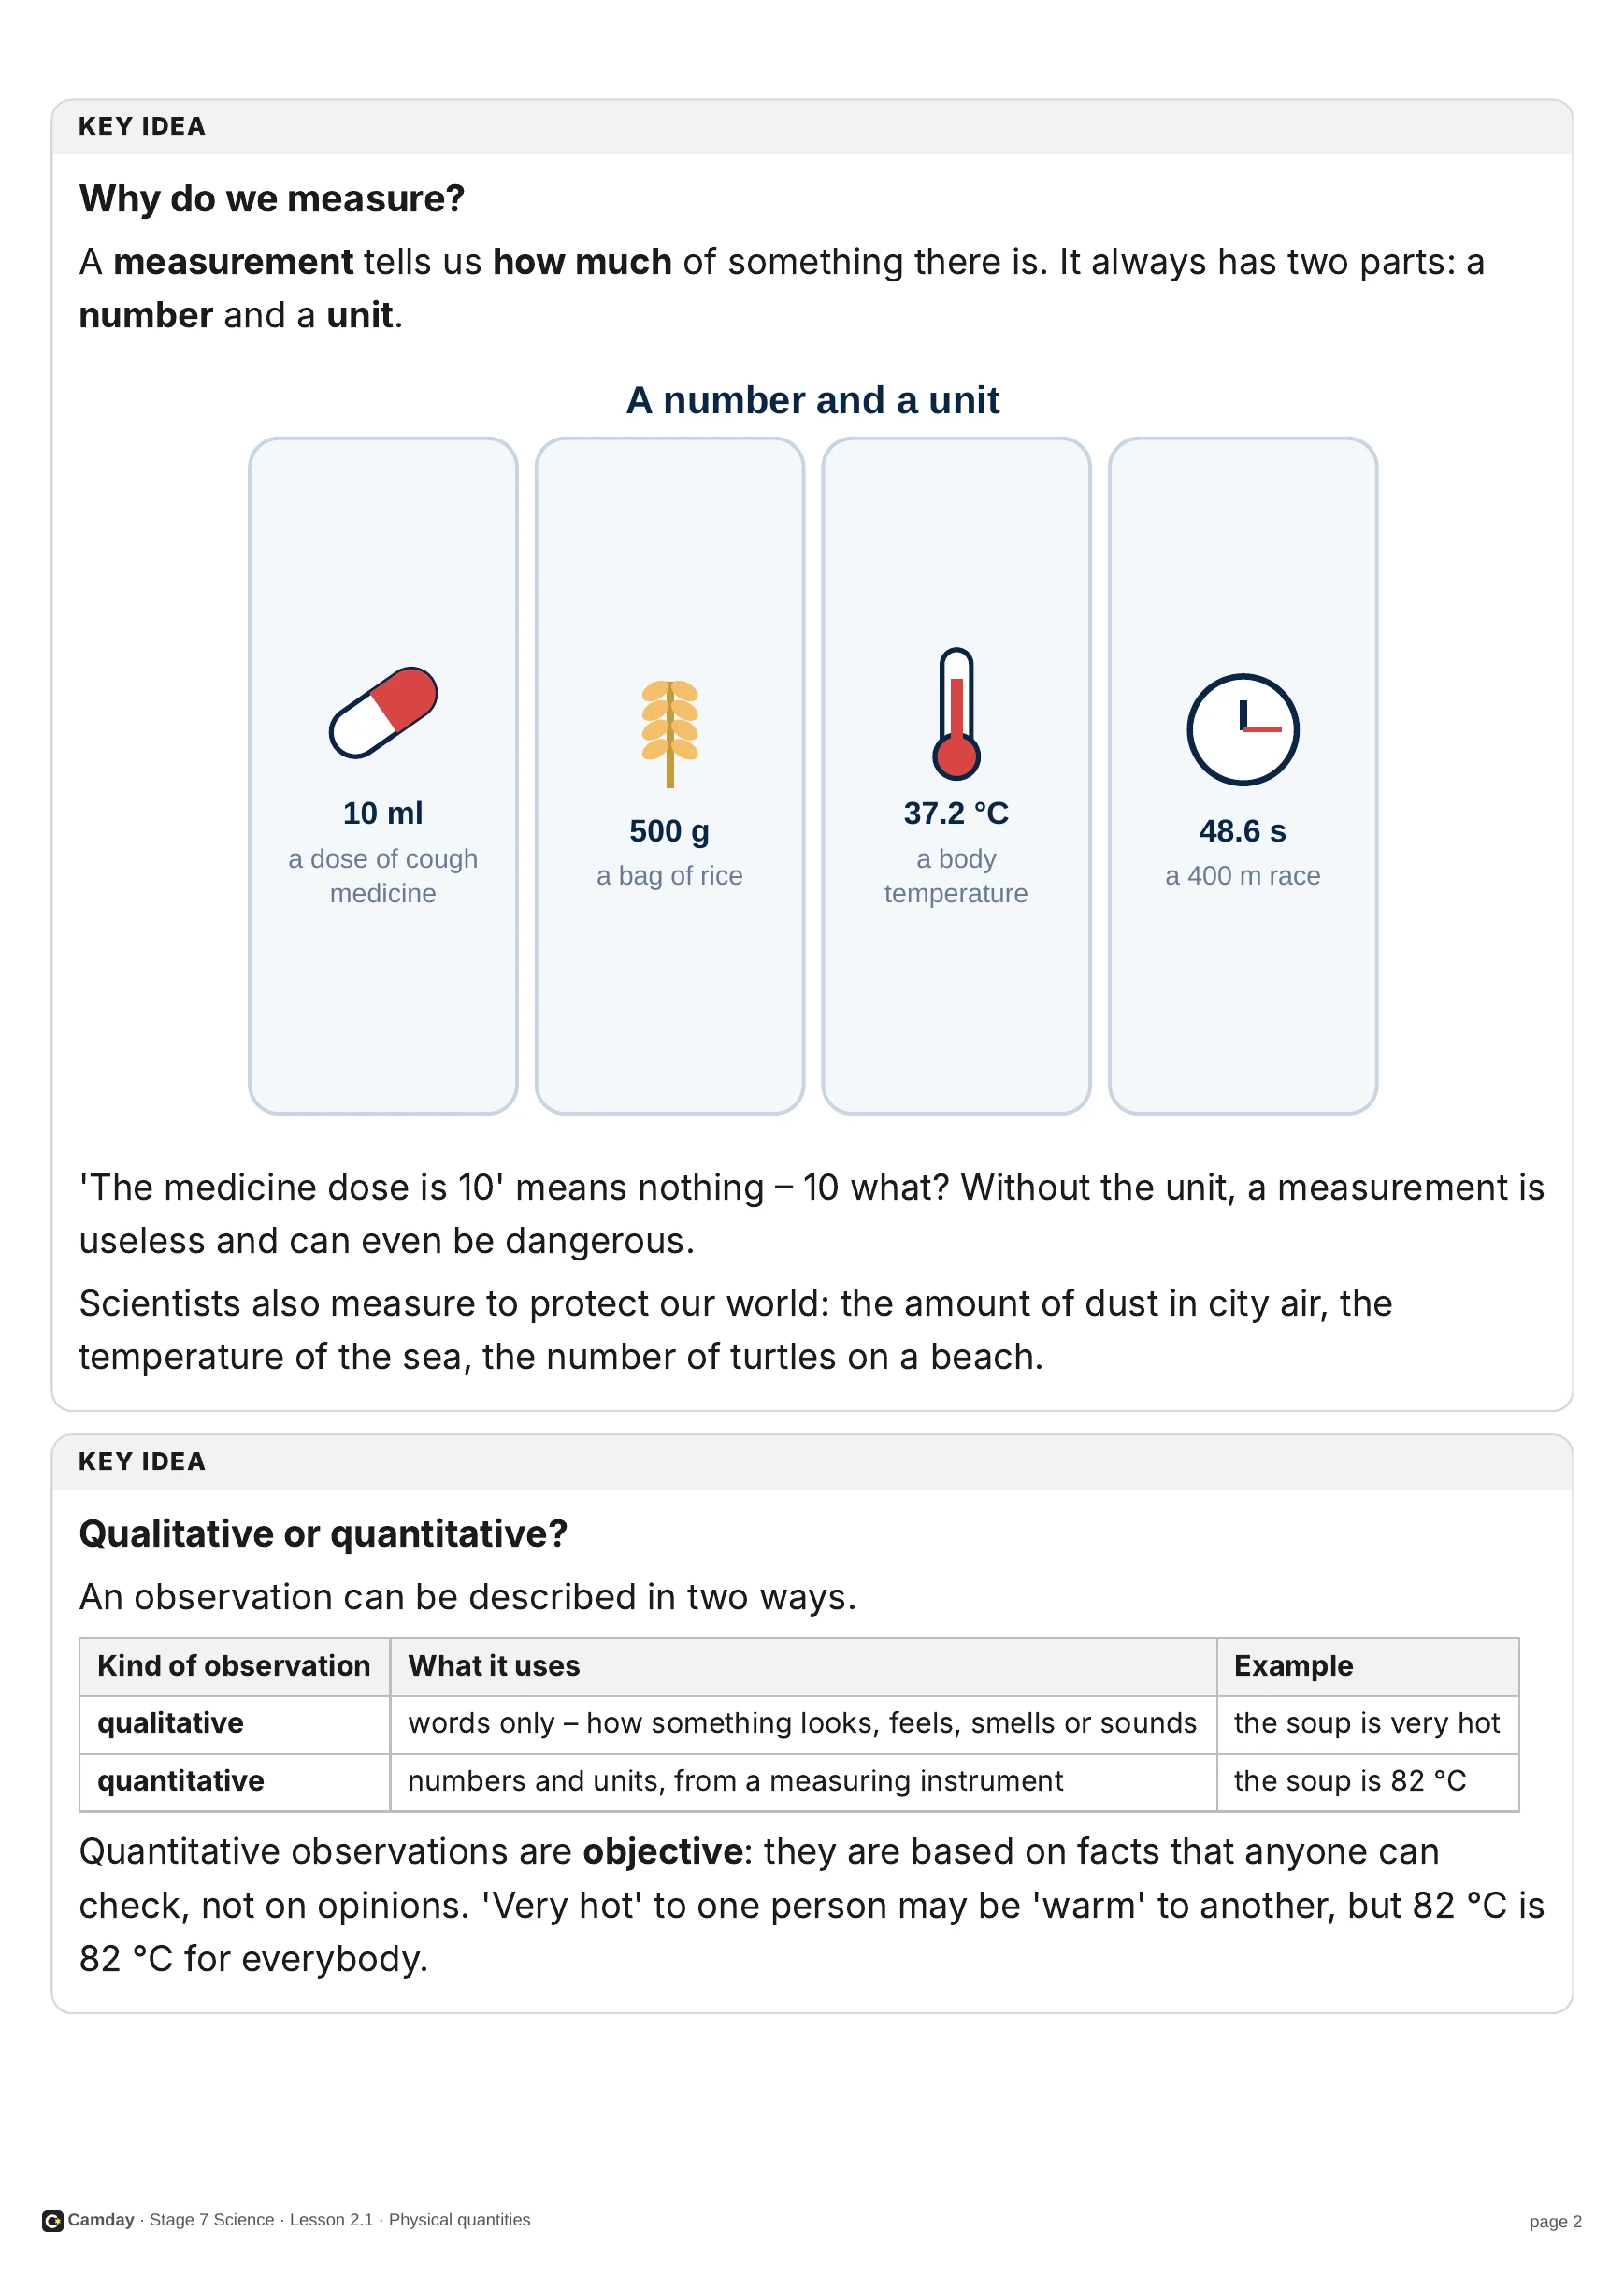 KEY IDEA
Why do we measure?
A measurement tells us how much of something there is. It always has two parts: a
number and a unit.
A number and a unit
10 ml
a dose of cough
medicine
500 g
a bag of rice
37.2 °C
a body
temperature
48.6 s
a 400 m race
'The medicine dose is 10' means nothing – 10 what? Without the unit, a measurement is
useless and can even be dangerous.
Scientists also measure to protect our world: the amount of dust in city air, the
temperature of the sea, the number of turtles on a beach.
KEY IDEA
Qualitative or quantitative?
An observation can be described in two ways.
Kind of observation What it uses Example
qualitative words only – how something looks, feels, smells or sounds the soup is very hot
quantitative numbers and units, from a measuring instrument the soup is 82 °C
Quantitative observations are objective: they are based on facts that anyone can
check, not on opinions. 'Very hot' to one person may be 'warm' to another, but 82 °C is
82 °C for everybody.
Camday · Stage 7 Science · Lesson 2.1 · Physical quantities
page 2